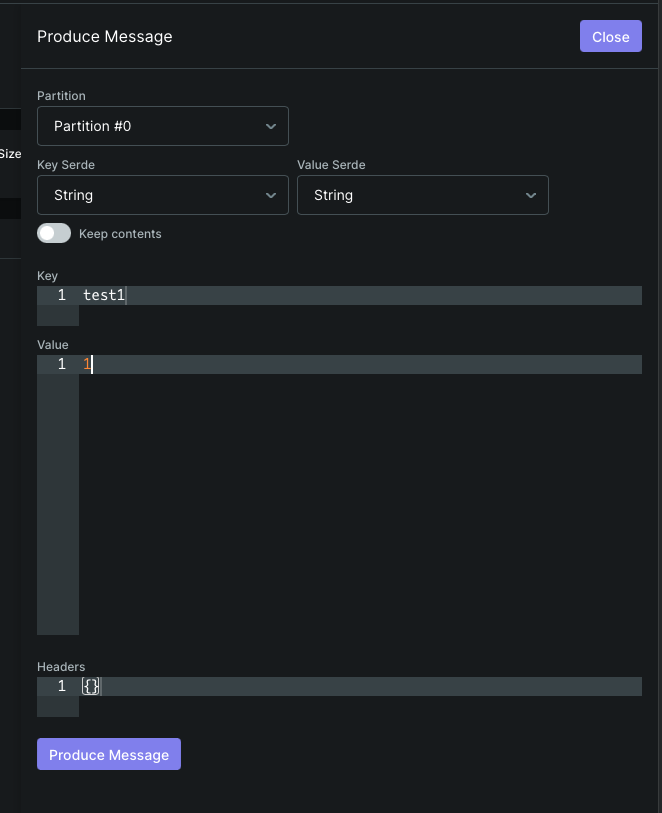 Produce Message
Close
Partition
Partition #0
Size
Key Serde
Value Serde
String
String
Keep contents
Key
1 test1
Value
1 1
Headers
1 {}
Produce Message